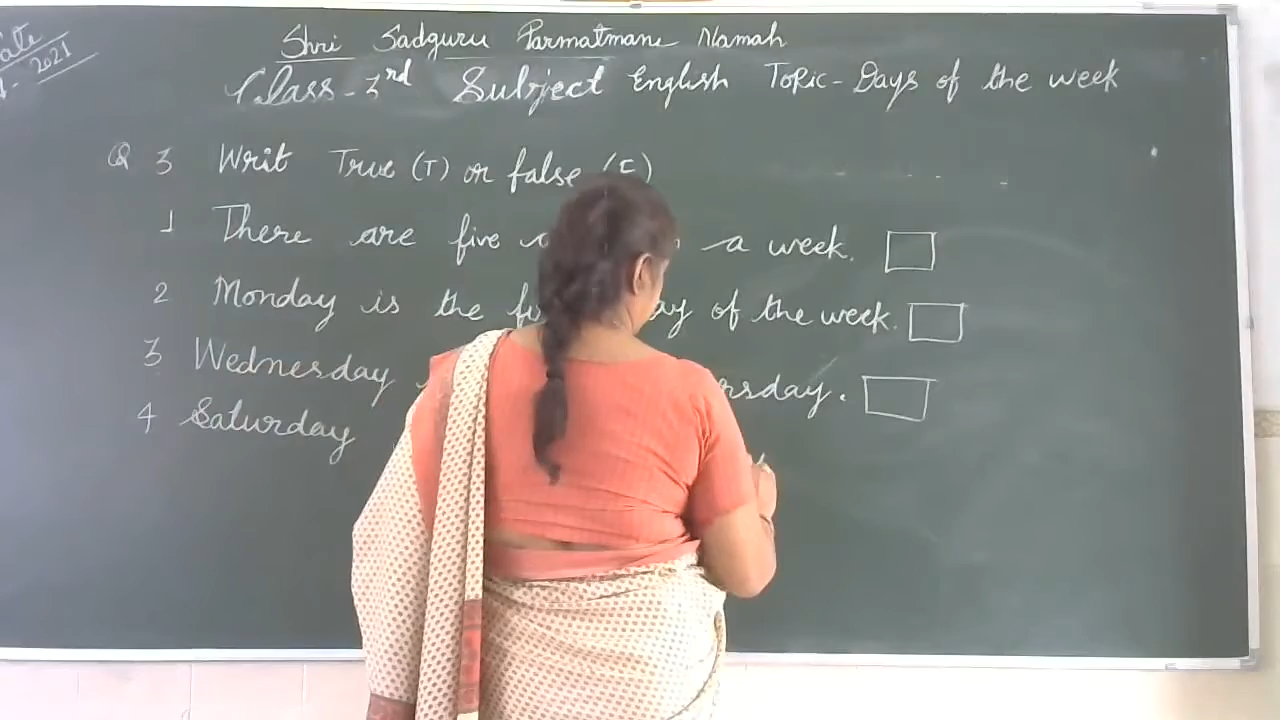 ate
2021
Shri Sadguru Parmatmane Namah
Class - 3rd Subject English Topic - Days of the week
Q 3 Writ True (T) or false (F)
1 There are five a week.
2 Monday is the of the week.
3 Wednesday
4 Saturday